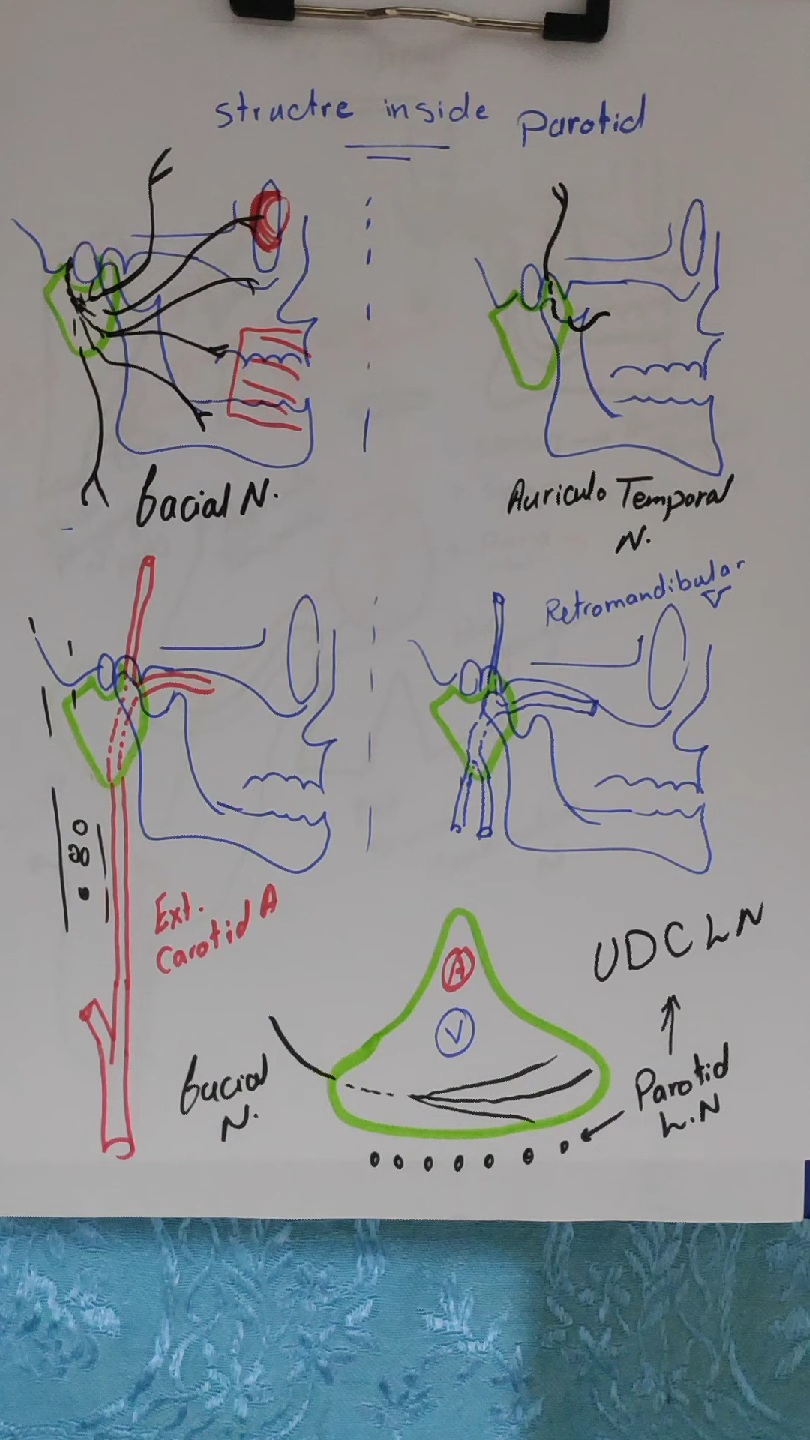 structre inside Parotid
facial N.
Auriculo Temporal
N.
Retromandibular
V
Ext.
Carotid A
A
V
UDCLN
facial
N.
Parotid
L.N